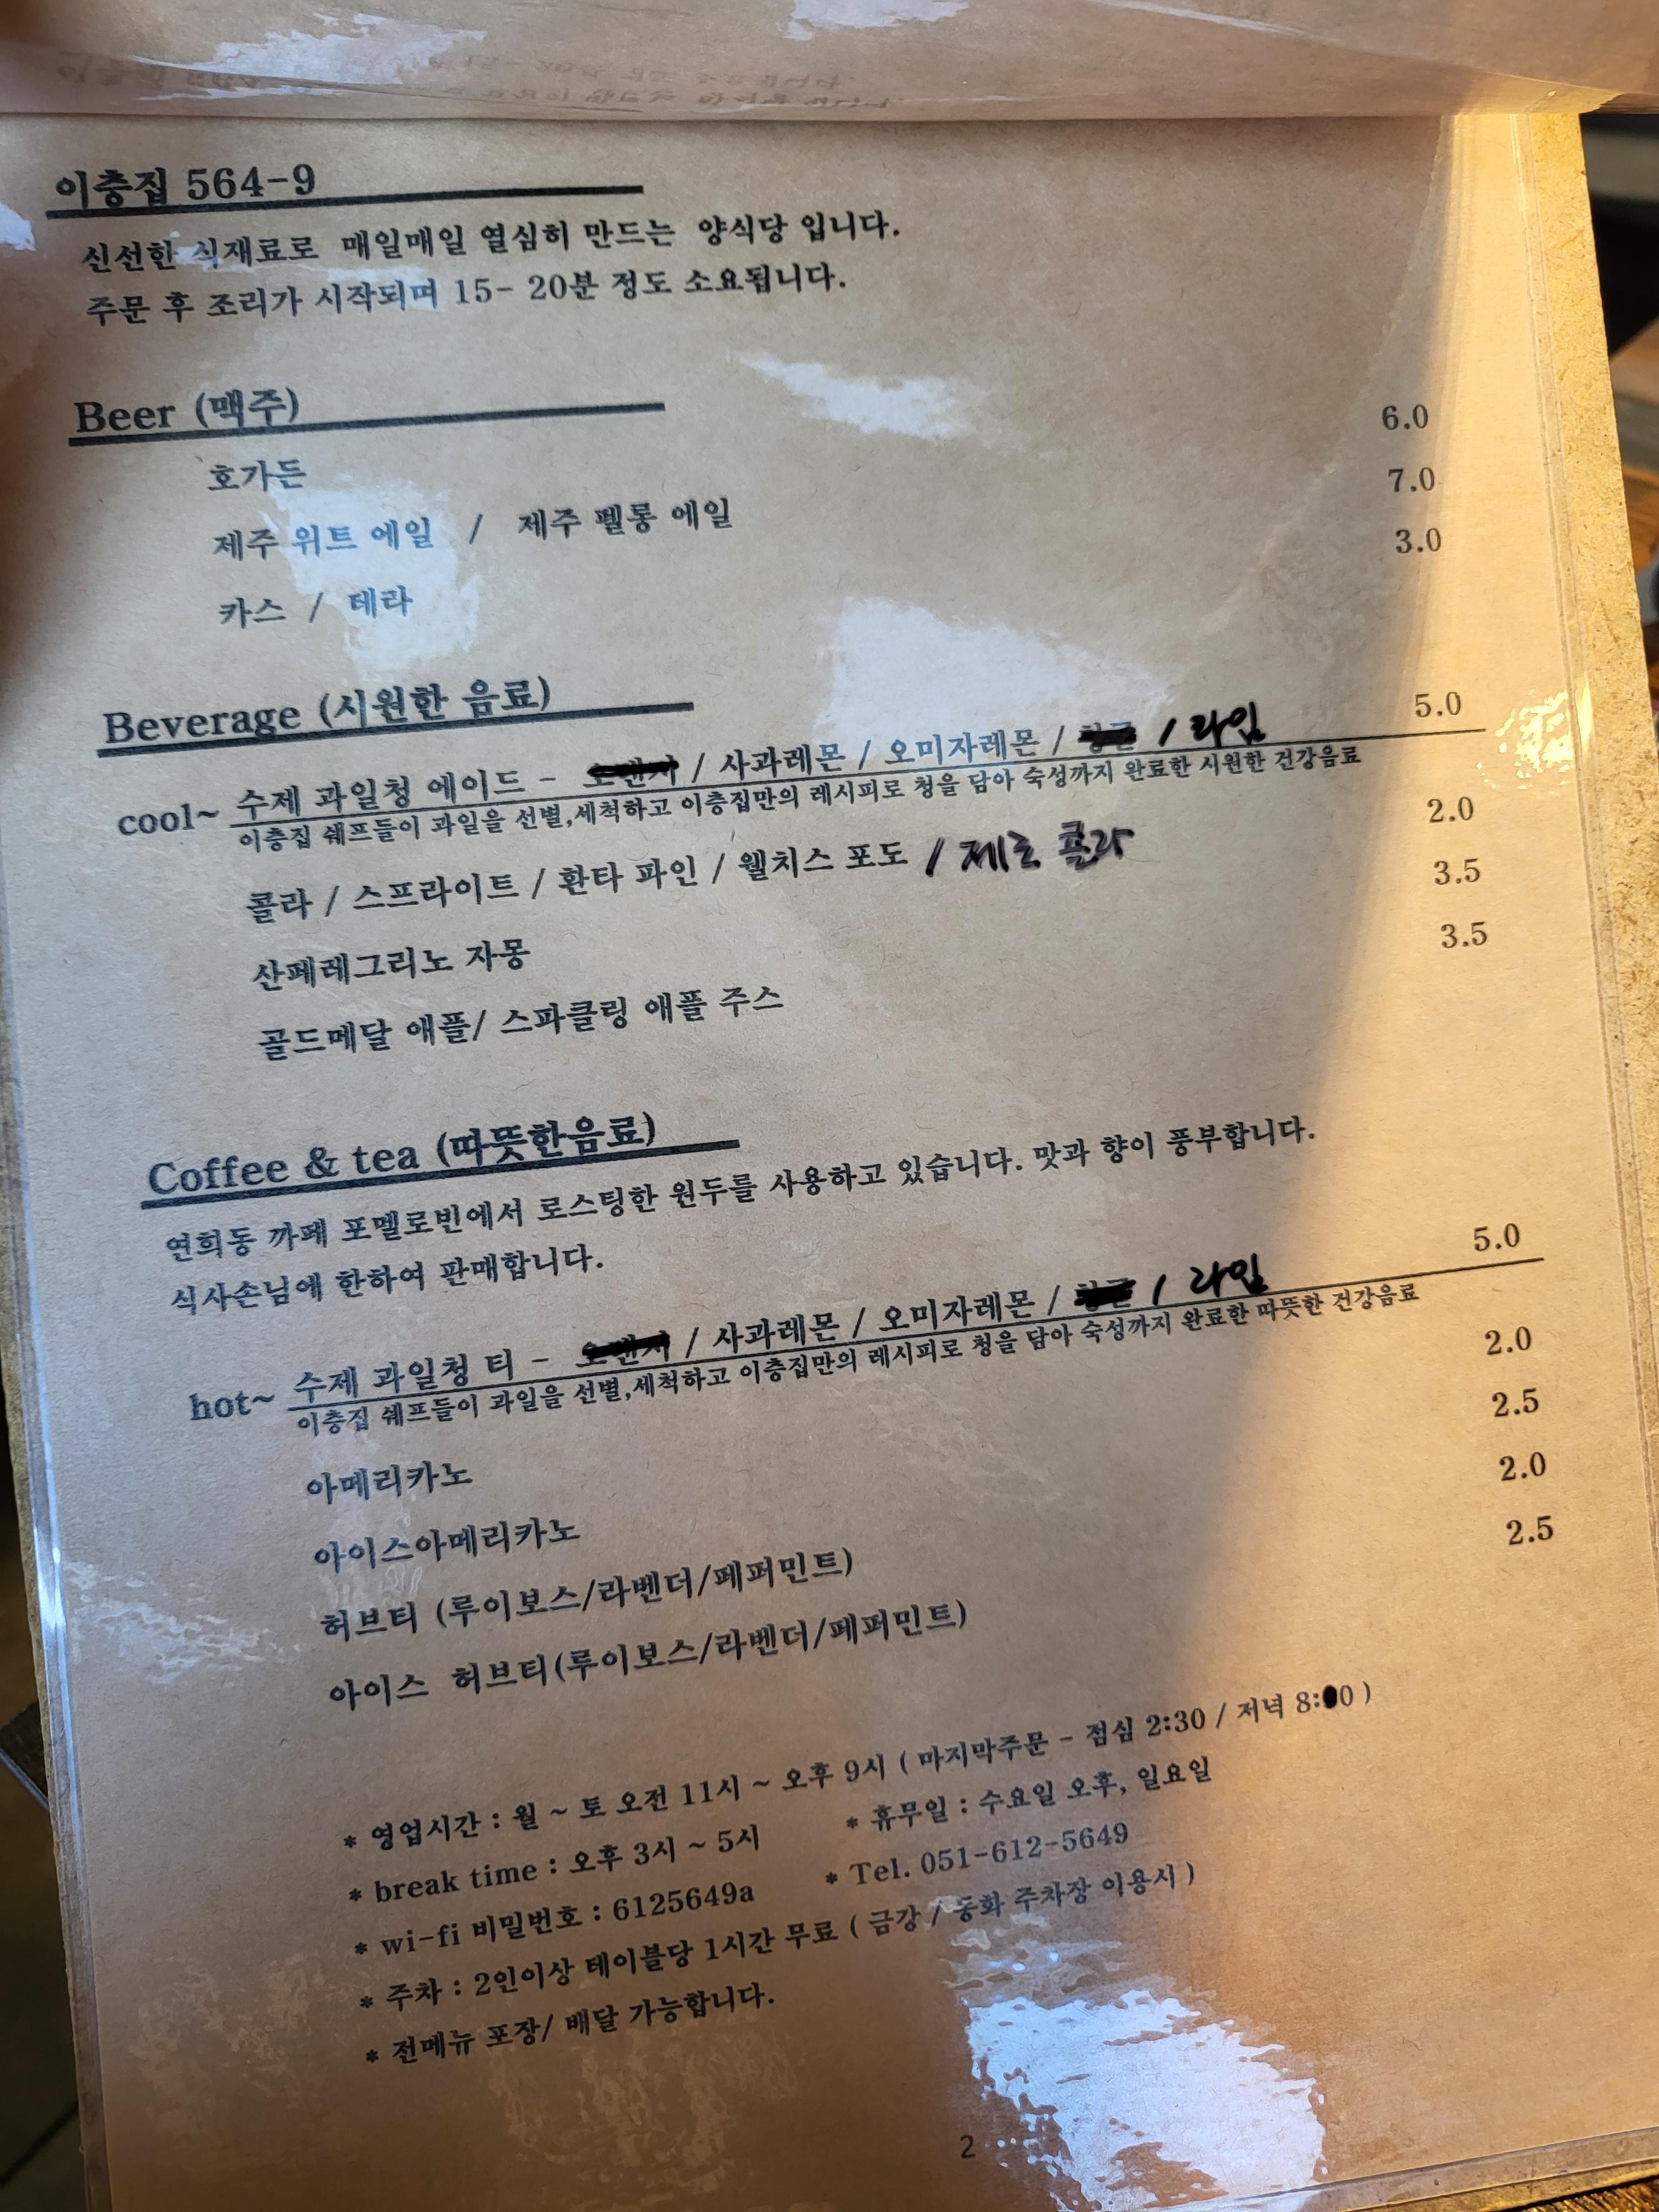 이층집 564-9
신선한 식재료로 매일매일 열심히 만드는 양식당 입니다.
주문 후 조리가 시작되며 15- 20분 정도 소요됩니다.
Beer (맥주)
호가든 6.0
제주 위트 에일 / 제주 펠롱 에일 7.0
카스 / 테라 3.0
Beverage (시원한 음료)
cool~ 수제 과일청 에이드 - / 사과레몬 / 오미자레몬 / / 라임 5.0
이층집 쉐프들이 과일을 선별,세척하고 이층집만의 레시피로 청을 담아 숙성까지 완료한 시원한 건강음료
콜라 / 스프라이트 / 환타 파인 / 웰치스 포도 / 제로 콜라 2.0
산페레그리노 자몽 3.5
골드메달 애플/ 스파클링 애플 주스 3.5
Coffee & tea (따뜻한음료)
연희동 까페 포멜로빈에서 로스팅한 원두를 사용하고 있습니다. 맛과 향이 풍부합니다.
식사손님에 한하여 판매합니다.
hot~ 수제 과일청 티 - / 사과레몬 / 오미자레몬 / / 라임 5.0
이층집 쉐프들이 과일을 선별,세척하고 이층집만의 레시피로 청을 담아 숙성까지 완료한 따뜻한 건강음료
아메리카노 2.0
아이스아메리카노 2.5
허브티 (루이보스/라벤더/페퍼민트) 2.0
아이스 허브티(루이보스/라벤더/페퍼민트) 2.5
* 영업시간 : 월 ~ 토 오전 11시 ~ 오후 9시 ( 마지막주문 - 점심 2:30 / 저녁 8:00 )
* break time : 오후 3시 ~ 5시 * 휴무일 : 수요일 오후, 일요일
* wi-fi 비밀번호 : 6125649a * Tel. 051-612-5649
* 주차 : 2인이상 테이블당 1시간 무료 ( 금강 / 동화 주차장 이용시 )
* 전메뉴 포장/ 배달 가능합니다.
2